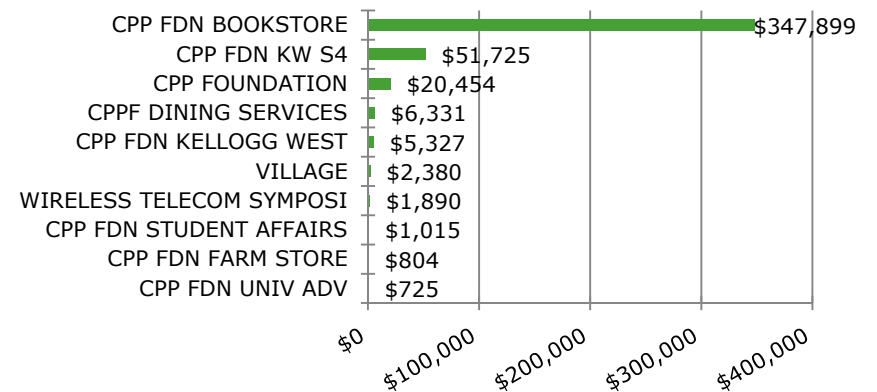 CPP FDN BOOKSTORE $347,899
CPP FDN KW S4 $51,725
CPP FOUNDATION $20,454
CPPF DINING SERVICES $6,331
CPP FDN KELLOGG WEST $5,327
VILLAGE $2,380
WIRELESS TELECOM SYMPOSI $1,890
CPP FDN STUDENT AFFAIRS $1,015
CPP FDN FARM STORE $804
CPP FDN UNIV ADV $725
$0 $100,000 $200,000 $300,000 $400,000